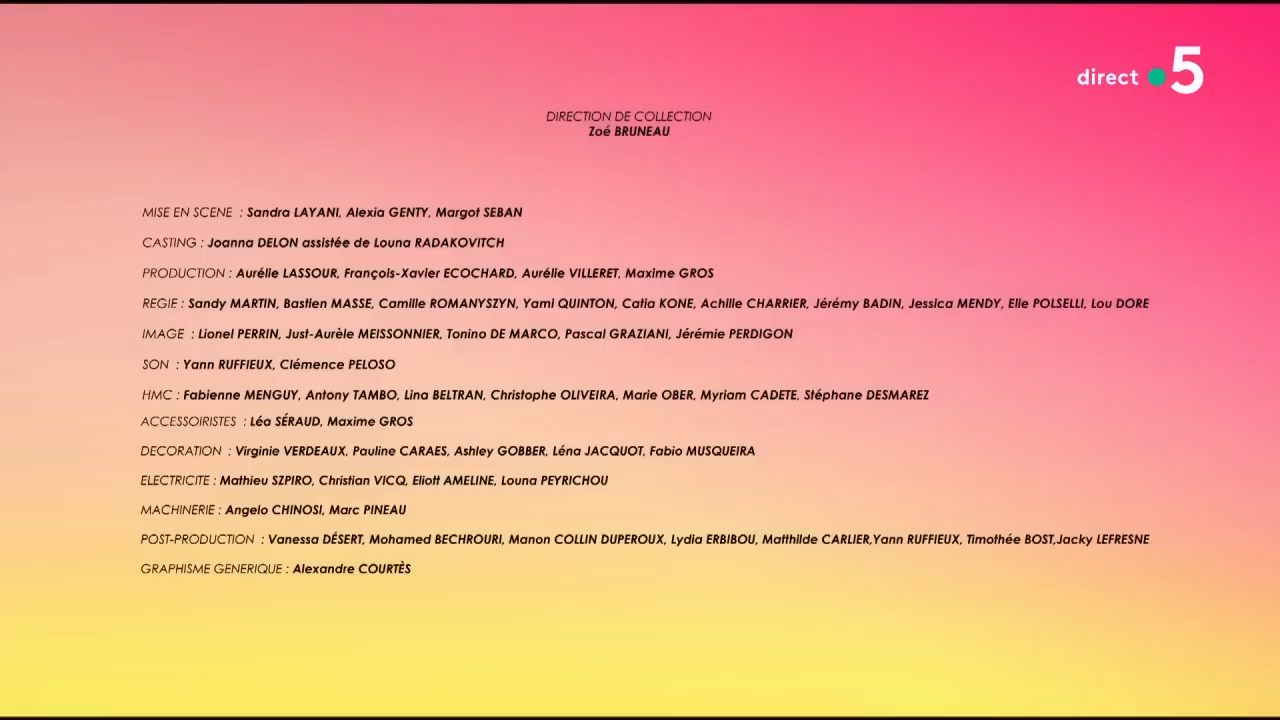 direct 5
DIRECTION DE COLLECTION
Zoé BRUNEAU
MISE EN SCENE : Sandra LAYANI, Alexia GENTY, Margot SEBAN
CASTING : Joanna DELON assistée de Louna RADAKOVITCH
PRODUCTION : Aurélie LASSOUR, François-Xavier ECOCHARD, Aurélie VILLERET, Maxime GROS
REGIE : Sandy MARTIN, Bastien MASSE, Camille ROMANYSZYN, Yami QUINTON, Catia KONE, Achille CHARRIER, Jérémy BADIN, Jessica MENDY, Elie POLSELLI, Lou DORE
IMAGE : Lionel PERRIN, Just-Aurèle MEISSONNIER, Tonino DE MARCO, Pascal GRAZIANI, Jérémie PERDIGON
SON : Yann RUFFIEUX, Clémence PELOSO
HMC : Fabienne MENGUY, Antony TAMBO, Lina BELTRAN, Christophe OLIVEIRA, Marie OBER, Myriam CADETE, Stéphane DESMAREZ
ACCESSOIRISTES : Léa SÉRAUD, Maxime GROS
DECORATION : Virginie VERDEAUX, Pauline CARAES, Ashley GOBBER, Léna JACQUOT, Fabio MUSQUEIRA
ELECTRICITE : Mathieu SZPIRO, Christian VICQ, Eliott AMELINE, Louna PEYRICHOU
MACHINERIE : Angelo CHINOSI, Marc PINEAU
POST-PRODUCTION : Vanessa DÉSERT, Mohamed BECHROURI, Manon COLLIN DUPEROUX, Lydia ERBIBOU, Matthilde CARLIER,Yann RUFFIEUX, Timothée BOST,Jacky LEFRESNE
GRAPHISME GENERIQUE : Alexandre COURTÈS